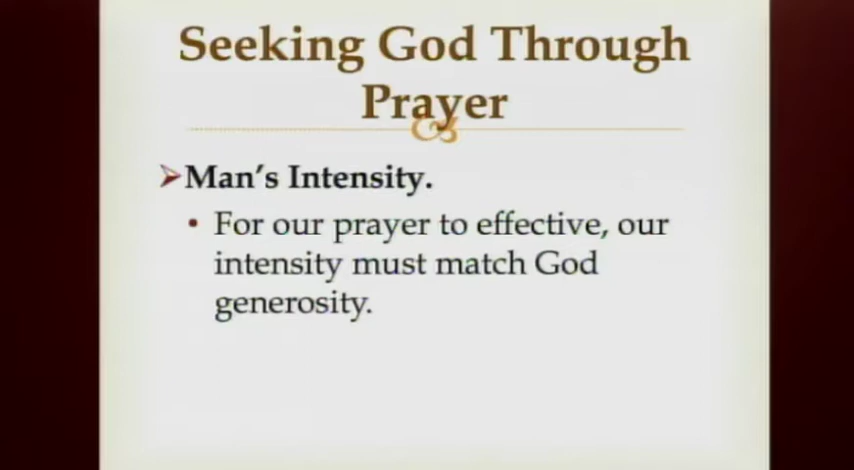 Seeking God Through
Prayer
Man's Intensity.
For our prayer to effective, our
intensity must match God
generosity.